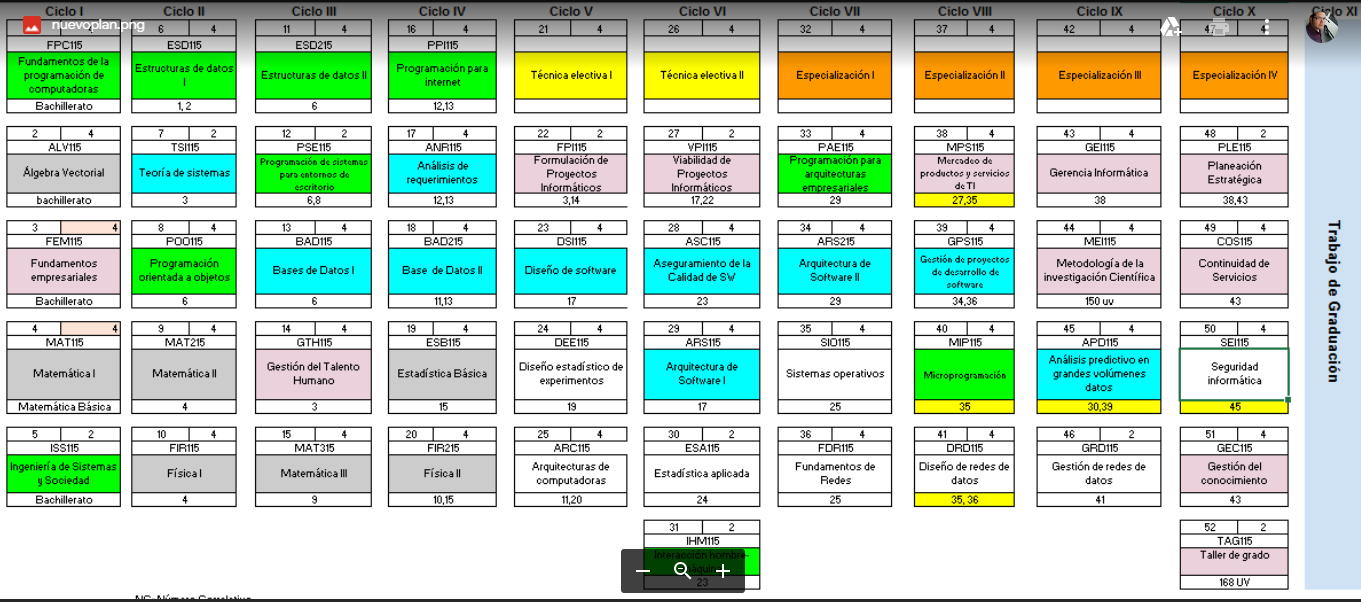 Ciclo I Ciclo II Ciclo III Ciclo IV Ciclo V Ciclo VI Ciclo VII Ciclo VIII Ciclo IX Ciclo X Ciclo XI
nuevoplan.png
4 6 4 11 4 16 4 21 4 26 4 32 4 37 4 42 4 47 4
FPC115 ESD115 ESD215 PPI115
Fundamentos de la programación de computadoras
Estructuras de datos I
Estructuras de datos II
Programación para internet
Técnica electiva I
Técnica electiva II
Especialización I
Especialización II
Especialización III
Especialización IV
Bachillerato 1, 2 6 12,13
2 4 7 2 12 2 17 4 22 2 27 2 33 4 38 4 43 4 48 2
ALV115 TSI115 PSE115 ANR115 FPI115 VPI115 PAE115 MPS115 GEI115 PLE115
Álgebra Vectorial
Teoría de sistemas
Programación de sistemas para entornos de escritorio
Análisis de requerimientos
Formulación de Proyectos Informáticos
Viabilidad de Proyectos Informáticos
Programación para arquitecturas empresariales
Mercadeo de productos y servicios de TI
Gerencia Informática
Planeación Estratégica
bachillerato 3 6,8 12,13 3,14 17,22 29 27,35 38 38,43
3 4 8 4 13 4 18 4 23 4 28 4 34 4 39 4 44 4 49 4
FEM115 POO115 BAD115 BAD215 DSI115 ASC115 ARS215 GPS115 MEI115 COS115
Fundamentos empresariales
Programación orientada a objetos
Bases de Datos I
Base de Datos II
Diseño de software
Aseguramiento de la Calidad de SW
Arquitectura de Software II
Gestión de proyectos de desarrollo de software
Metodología de la investigación Científica
Continuidad de Servicios
Bachillerato 6 6 11,13 17 23 29 34,36 150 uv 43
4 4 9 4 14 4 19 4 24 4 29 4 35 4 40 4 45 4 50 4
MAT115 MAT215 GTH115 ESB115 DEE115 ARS115 SIO115 MIP115 APD115 SEI115
Matemática I
Matemática II
Gestión del Talento Humano
Estadística Básica
Diseño estadístico de experimentos
Arquitectura de Software I
Sistemas operativos
Microprogramación
Análisis predictivo en grandes volúmenes datos
Seguridad informática
Matemática Básica 4 3 15 19 17 25 35 30,39 45
5 2 10 4 15 4 20 4 25 4 30 2 36 4 41 4 46 2 51 4
ISS115 FIR115 MAT315 FIR215 ARC115 ESA115 FDR115 DRD115 GRD115 GEC115
Ingeniería de Sistemas y Sociedad
Física I
Matemática III
Física II
Arquitecturas de computadoras
Estadística aplicada
Fundamentos de Redes
Diseño de redes de datos
Gestión de redes de datos
Gestión del conocimiento
Bachillerato 4 9 10,15 11,20 24 25 35, 36 41 43
31 2 52 2
IHM115 TAG115
Interacción hombre-máquina
Taller de grado
23 168 UV
Trabajo de Graduación